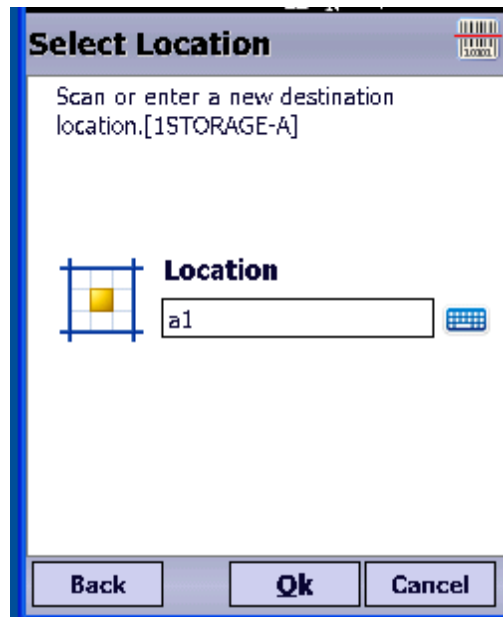 Select Location
Scan or enter a new destination
location.[1STORAGE-A]
Location
a1
Back
Ok
Cancel